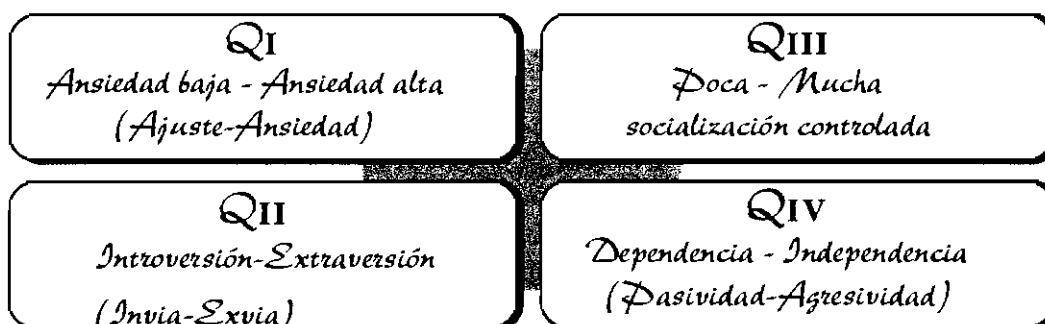 QI
Ansiedad baja - Ansiedad alta
(Ajuste-Ansiedad)
QIII
Poca - Mucha
socialización controlada
QII
Introversión-Extraversión
(Invia-Exvia)
QIV
Dependencia - Independencia
(Pasividad-Agresividad)